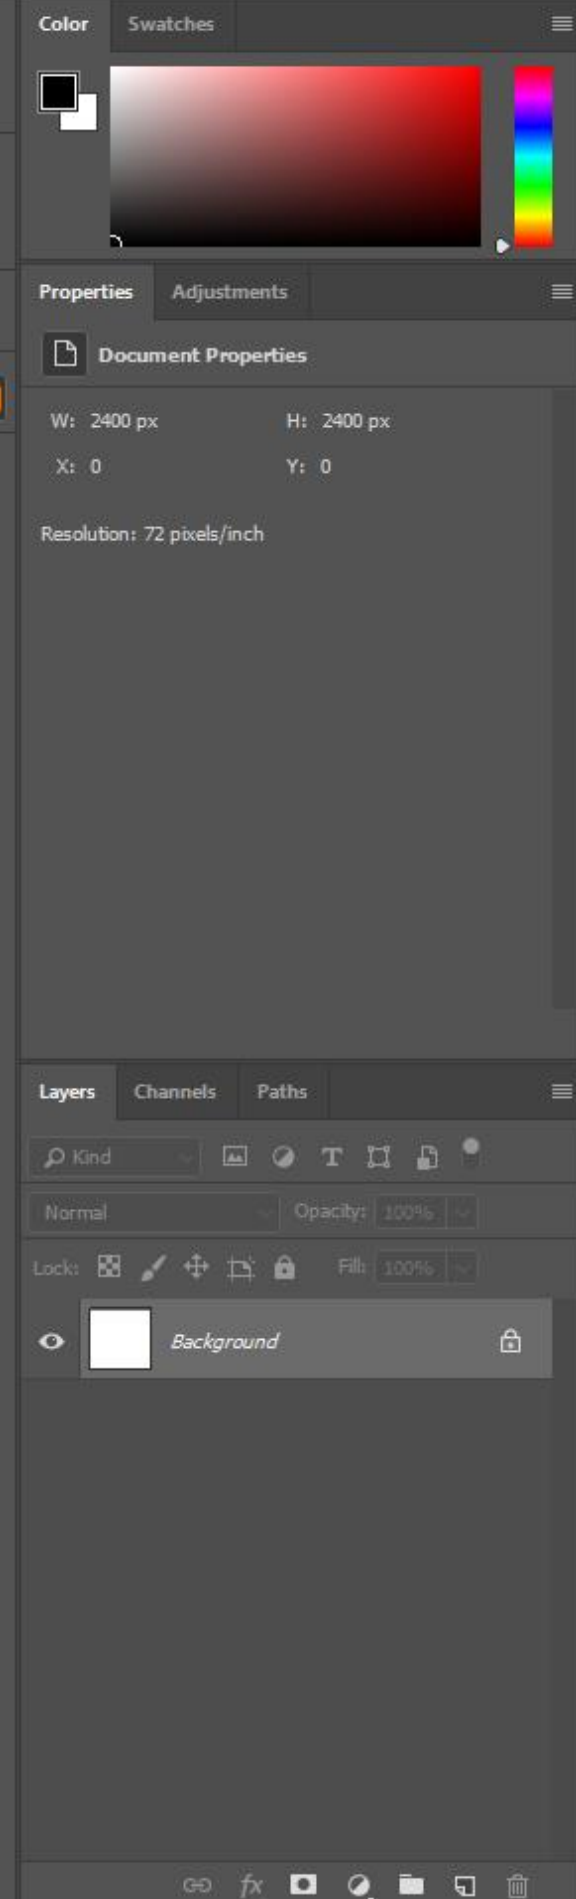 Color Swatches
Properties Adjustments
Document Properties
W: 2400 px H: 2400 px
X: 0 Y: 0
Resolution: 72 pixels/inch
Layers Channels Paths
Kind
Normal Opacity: 100%
Lock: Fill: 100%
Background
fx